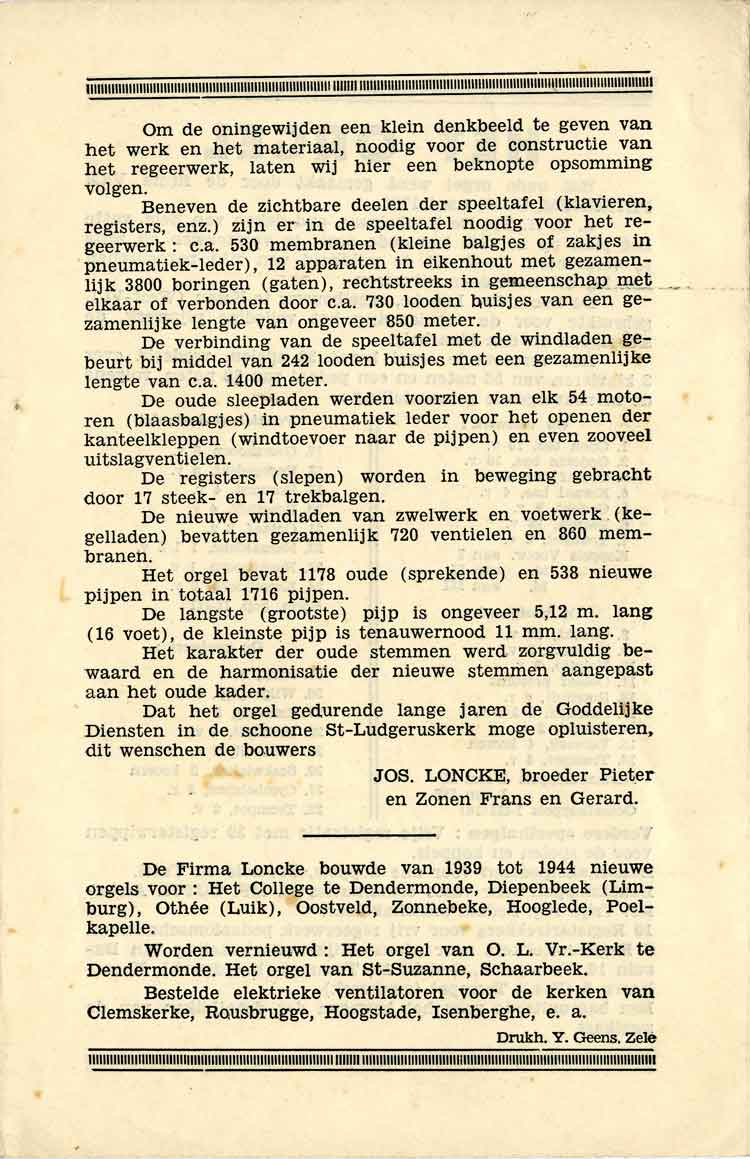 Om de oningewijden een klein denkbeeld te geven van
het werk en het materiaal, noodig voor de constructie van
het regeerwerk, laten wij hier een beknopte opsomming
volgen.
Beneven de zichtbare deelen der speeltafel (klavieren,
registers, enz.) zijn er in de speeltafel noodig voor het re-
geerwerk : c.a. 530 membranen (kleine balgjes of zakjes in
pneumatiek-leder), 12 apparaten in eikenhout met gezamen-
lijk 3800 boringen (gaten), rechtstreeks in gemeenschap met
elkaar of verbonden door c.a. 730 looden buisjes van een ge-
zamenlijke lengte van ongeveer 850 meter.
De verbinding van de speeltafel met de windladen ge-
beurt bij middel van 242 looden buisjes met een gezamenlijke
lengte van c.a. 1400 meter.
De oude sleepladen werden voorzien van elk 54 moto-
ren (blaasbalgjes) in pneumatiek leder voor het openen der
kanteelkleppen (windtoevoer naar de pijpen) en even zooveel
uitslagventielen.
De registers (slepen) worden in beweging gebracht
door 17 steek- en 17 trekbalgen.
De nieuwe windladen van zwelwerk en voetwerk (ke-
gelladen) bevatten gezamenlijk 720 ventielen en 860 mem-
branen.
Het orgel bevat 1178 oude (sprekende) en 538 nieuwe
pijpen in totaal 1716 pijpen.
De langste (grootste) pijp is ongeveer 5,12 m. lang
(16 voet), de kleinste pijp is tenauwernood 11 mm. lang.
Het karakter der oude stemmen werd zorgvuldig be-
waard en de harmonisatie der nieuwe stemmen aangepast
aan het oude kader.
Dat het orgel gedurende lange jaren de Goddelijke
Diensten in de schoone St-Ludgeruskerk moge opluisteren,
dit wenschen de bouwers
JOS. LONCKE, broeder Pieter
en Zonen Frans en Gerard.
De Firma Loncke bouwde van 1939 tot 1944 nieuwe
orgels voor : Het College te Dendermonde, Diepenbeek (Lim-
burg), Othée (Luik), Oostveld, Zonnebeke, Hooglede, Poel-
kapelle.
Worden vernieuwd : Het orgel van O. L. Vr.-Kerk te
Dendermonde. Het orgel van St-Suzanne, Schaarbeek.
Bestelde elektrieke ventilatoren voor de kerken van
Clemskerke, Rousbrugge, Hoogstade, Isenberghe, e. a.
Drukh. Y. Geens, Zele